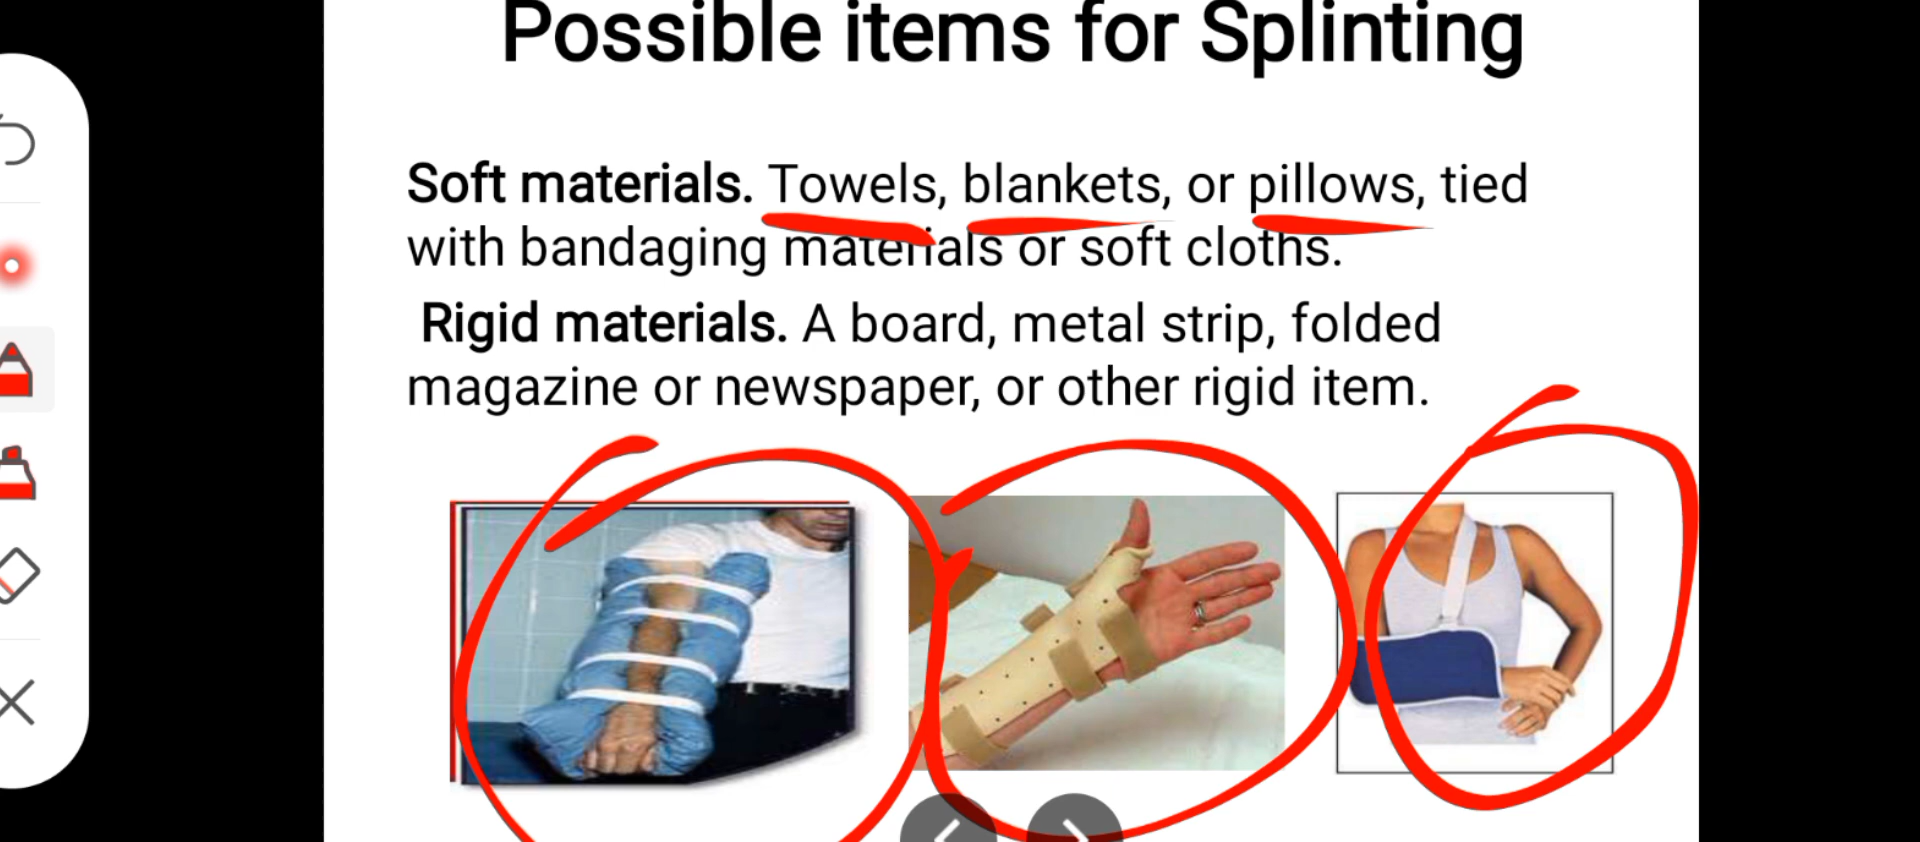 Possible items for Splinting
Soft materials. Towels, blankets, or pillows, tied
with bandaging materials or soft cloths.
Rigid materials. A board, metal strip, folded
magazine or newspaper, or other rigid item.